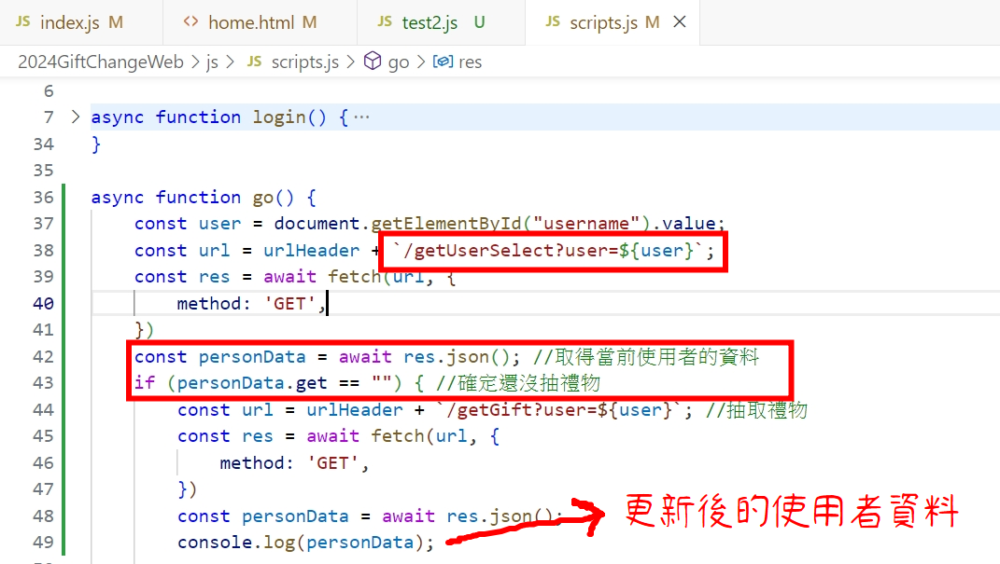 JS index.js M <> home.html M JS test2.js U JS scripts.js M ×
2024GiftChangeWeb > js > JS scripts.js > go > res
6
7 > async function login() { ···
34 }
35
36 async function go() {
37 const user = document.getElementById("username").value;
38 const url = urlHeader + `/getUserSelect?user=${user}`;
39 const res = await fetch(url, {
40 method: 'GET',
41 })
42 const personData = await res.json(); //取得當前使用者的資料
43 if (personData.get == "") { //確定還沒抽禮物
44 const url = urlHeader + `/getGift?user=${user}`; //抽取禮物
45 const res = await fetch(url, {
46 method: 'GET',
47 })
48 const personData = await res.json();
更新後的使用者資料
49 console.log(personData);